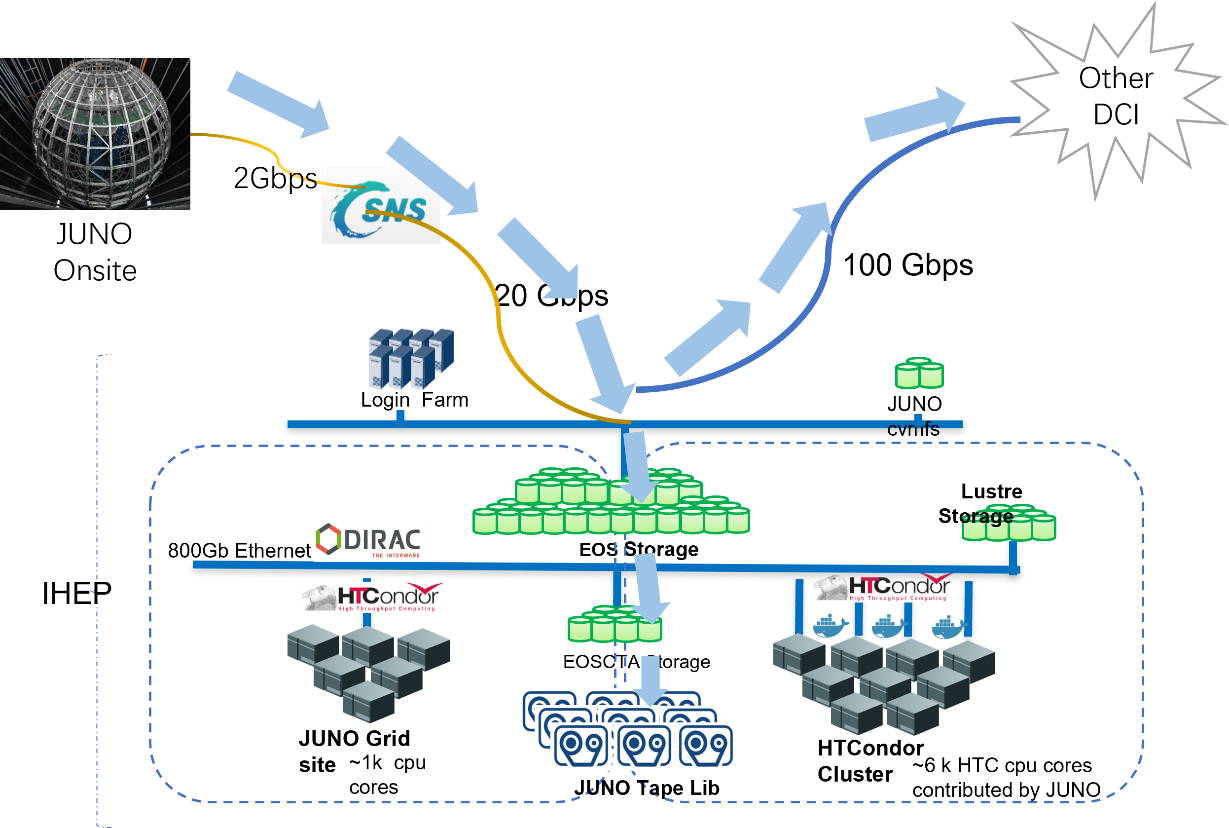 Other
DCI
2Gbps
SNS
JUNO
Onsite
100 Gbps
20 Gbps
Login Farm
JUNO
cvmfs
Lustre
Storage
800Gb Ethernet
DIRAC
THE INTERWARE
EOS Storage
IHEP
HTCondor
High Throughput Computing
HTCondor
High Throughput Computing
EOSCTA Storage
JUNO Grid
site ~1k cpu
cores
JUNO Tape Lib
HTCondor
Cluster
~6 k HTC cpu cores
contributed by JUNO